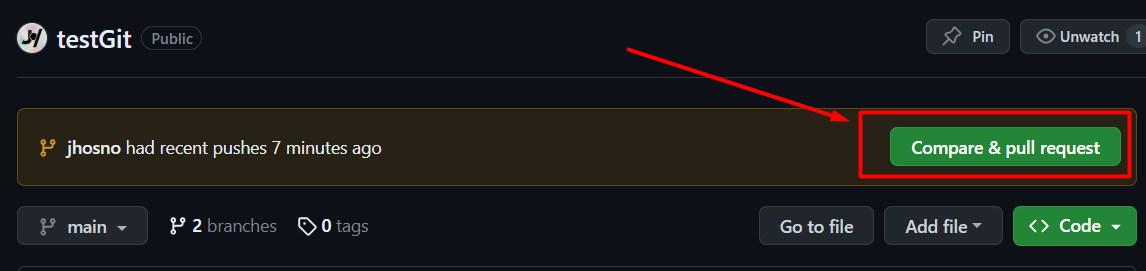 testGit Public Pin Unwatch 1
jhosno had recent pushes 7 minutes ago Compare & pull request
main 2 branches 0 tags Go to file Add file Code